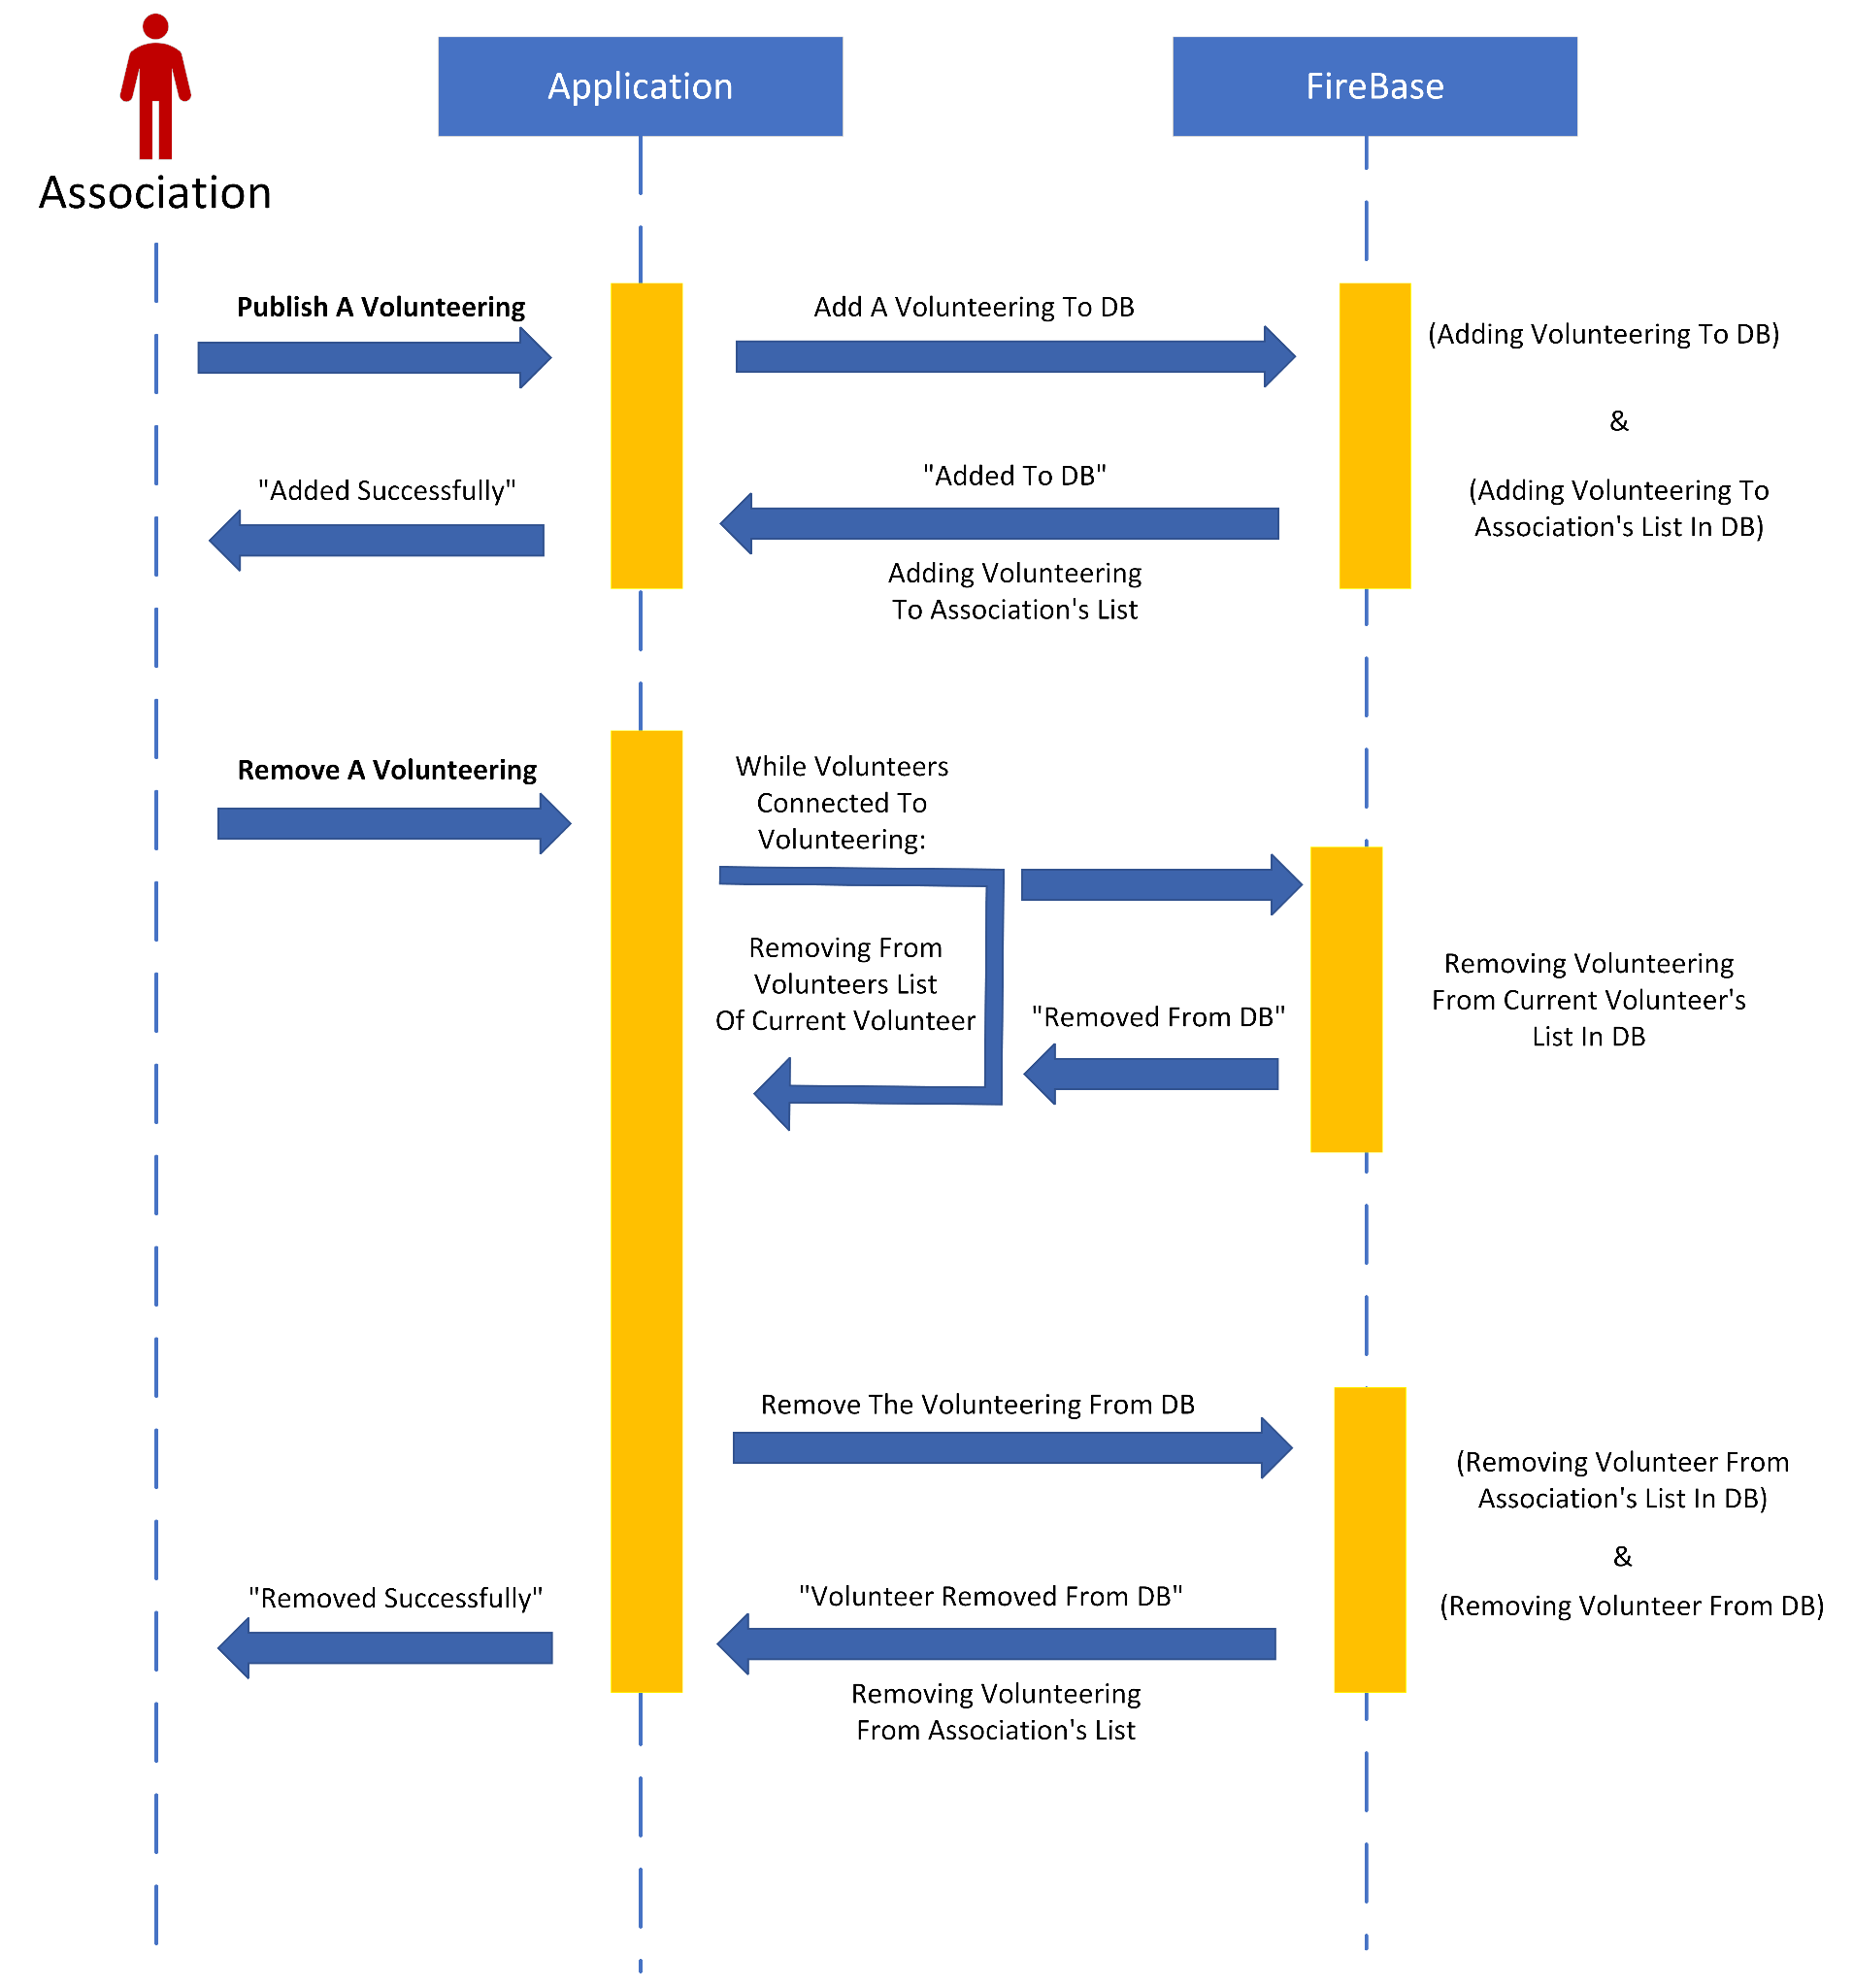 Application
FireBase
Association
Publish A Volunteering
Add A Volunteering To DB
(Adding Volunteering To DB)
&
"Added Successfully"
"Added To DB"
(Adding Volunteering To
Association's List In DB)
Adding Volunteering
To Association's List
Remove A Volunteering
While Volunteers
Connected To
Volunteering:
Removing From
Volunteers List
Of Current Volunteer
"Removed From DB"
Removing Volunteering
From Current Volunteer's
List In DB
Remove The Volunteering From DB
(Removing Volunteer From
Association's List In DB)
&
(Removing Volunteer From DB)
"Removed Successfully"
"Volunteer Removed From DB"
Removing Volunteering
From Association's List